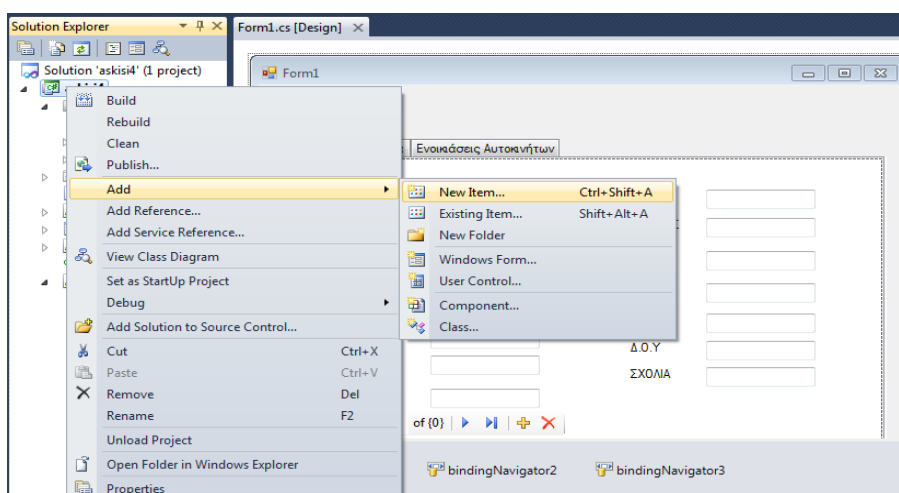 Solution Explorer
Form1.cs [Design]
Solution 'askisi4' (1 project)
Form1
Build
Rebuild
Clean
Ενοικιάσεις Αυτοκινήτων
Publish...
Add
New Item... Ctrl+Shift+A
Add Reference...
Existing Item... Shift+Alt+A
Add Service Reference...
New Folder
View Class Diagram
Windows Form...
Set as StartUp Project
User Control...
Debug
Component...
Add Solution to Source Control...
Class...
Cut Ctrl+X
Δ.Ο.Υ
Paste Ctrl+V
ΣΧΟΛΙΑ
Remove Del
Rename F2
of {0}
Unload Project
Open Folder in Windows Explorer
bindingNavigator2
bindingNavigator3
Properties